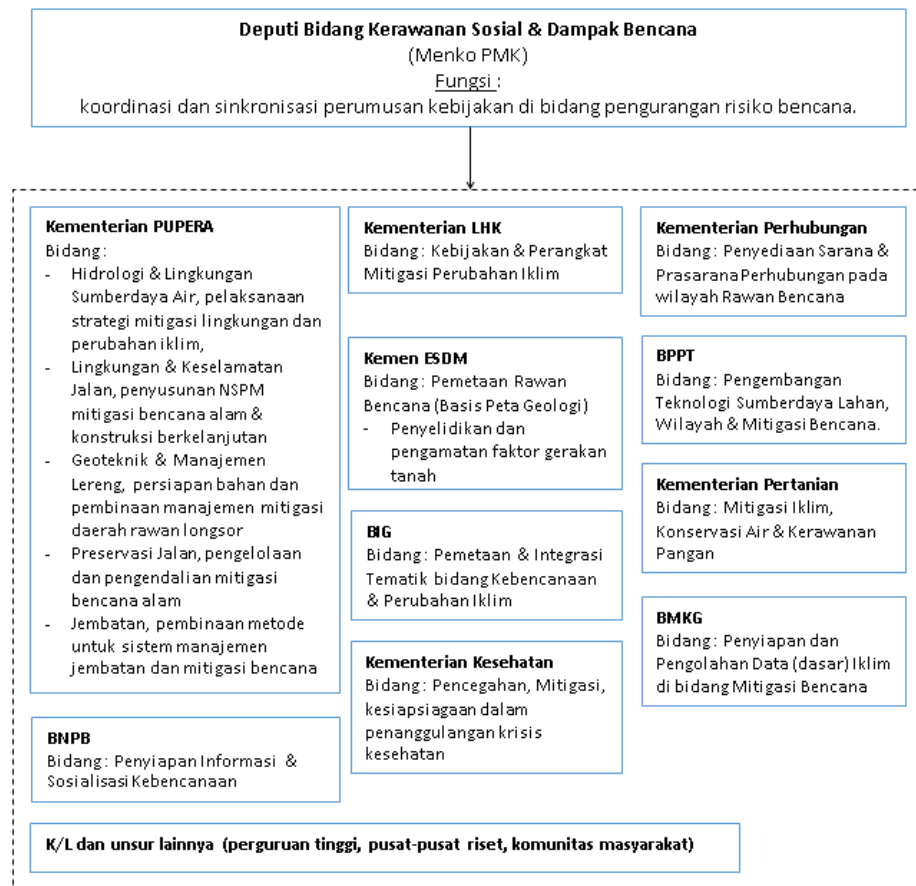 Deputi Bidang Kerawanan Sosial & Dampak Bencana
(Menko PMK)
Fungsi :
koordinasi dan sinkronisasi perumusan kebijakan di bidang pengurangan risiko bencana.
Kementerian PUPERA
Bidang :
- Hidrologi & Lingkungan
Sumberdaya Air, pelaksanaan
strategi mitigasi lingkungan dan
perubahan iklim,
- Lingkungan & Keselamatan
Jalan, penyusunan NSPM
mitigasi bencana alam &
konstruksi berkelanjutan
- Geoteknik & Manajemen
Lereng, persiapan bahan dan
pembinaan manajemen mitigasi
daerah rawan longsor
- Preservasi Jalan, pengelolaan
dan pengendalian mitigasi
bencana alam
- Jembatan, pembinaan metode
untuk sistem manajemen
jembatan dan mitigasi bencana
BNPB
Bidang : Penyiapan Informasi &
Sosialisasi Kebencanaan
Kementerian LHK
Bidang : Kebijakan & Perangkat
Mitigasi Perubahan Iklim
Kemen ESDM
Bidang : Pemetaan Rawan
Bencana (Basis Peta Geologi)
- Penyelidikan dan
pengamatan faktor gerakan
tanah
BIG
Bidang : Pemetaan & Integrasi
Tematik bidang Kebencanaan
& Perubahan Iklim
Kementerian Kesehatan
Bidang : Pencegahan, Mitigasi,
kesiapsiagaan dalam
penanggulangan krisis
kesehatan
Kementerian Perhubungan
Bidang : Penyediaan Sarana &
Prasarana Perhubungan pada
wilayah Rawan Bencana
BPPT
Bidang : Pengembangan
Teknologi Sumberdaya Lahan,
Wilayah & Mitigasi Bencana.
Kementerian Pertanian
Bidang : Mitigasi Iklim,
Konservasi Air & Kerawanan
Pangan
BMKG
Bidang : Penyiapan dan
Pengolahan Data (dasar) Iklim
di bidang Mitigasi Bencana
K/L dan unsur lainnya (perguruan tinggi, pusat-pusat riset, komunitas masyarakat)